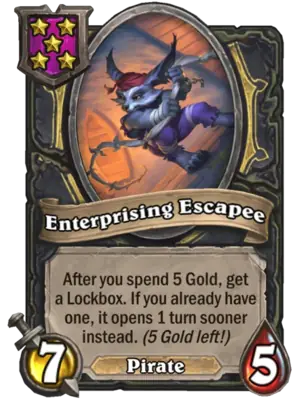 Enterprising Escapee
After you spend 5 Gold, get
a Lockbox. If you already have
one, it opens 1 turn sooner
instead. (5 Gold left!)
7
Pirate
5